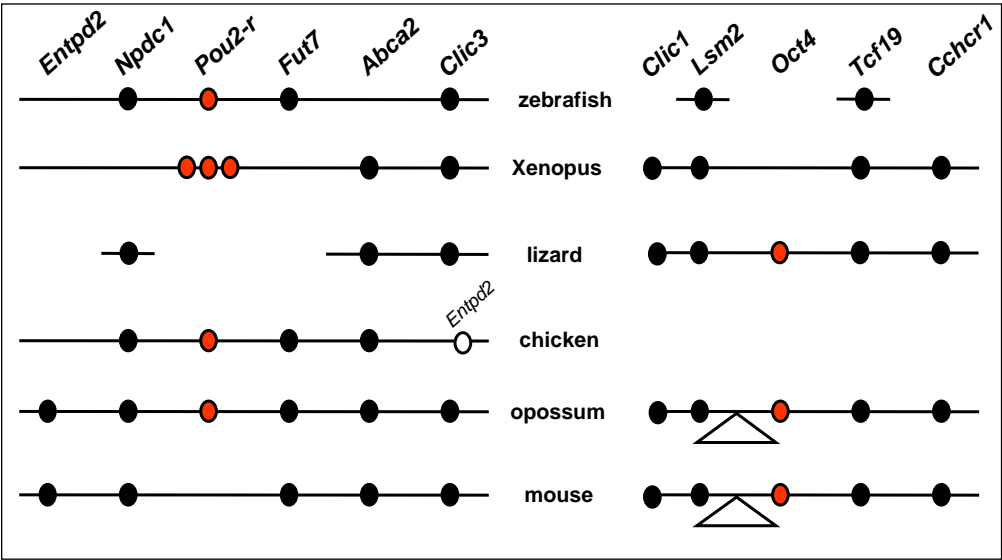 Entpd2 Npdc1 Pou2-r Fut7 Abca2 Clic3 Clic1 Lsm2 Oct4 Tcf19 Cchcr1
zebrafish
Xenopus
lizard
Entpd2
chicken
opossum
mouse